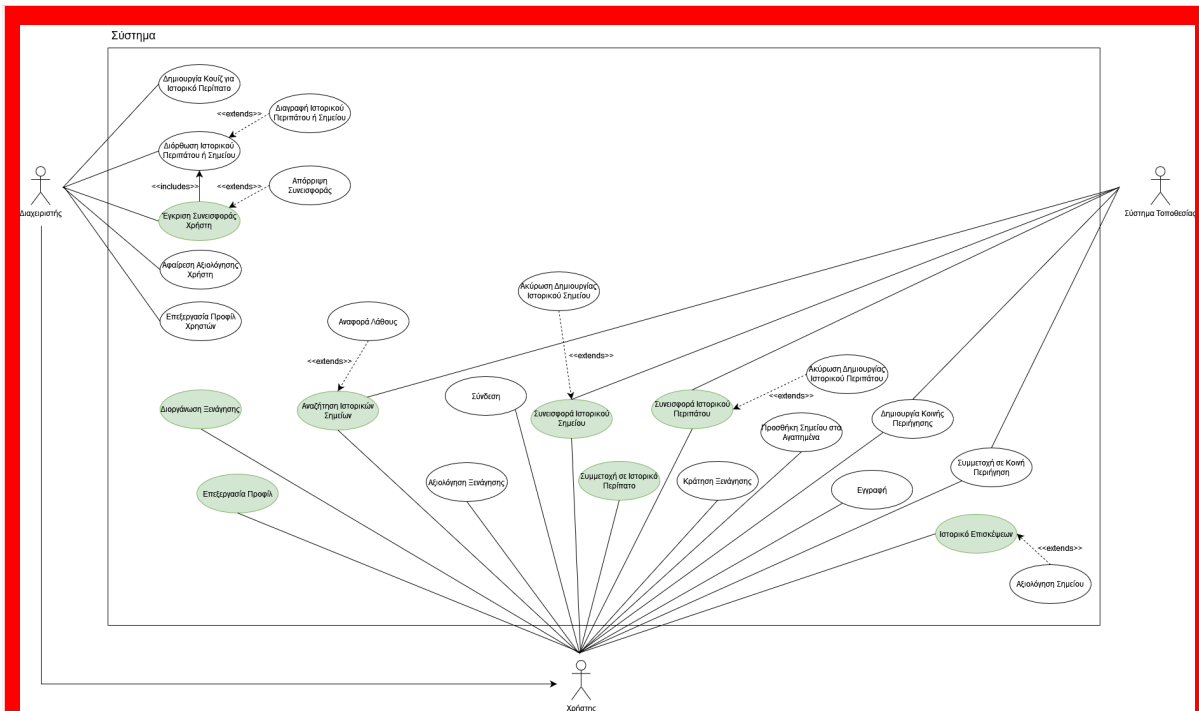 Σύστημα
Δημιουργία Κουίζ για
Ιστορικό Περίπατο
<<extends>>
Διαγραφή Ιστορικού
Περιπάτου ή Σημείου
Διόρθωση Ιστορικού
Περιπάτου ή Σημείου
<<includes>>
<<extends>>
Απόρριψη
Συνεισφοράς
Έγκριση Συνεισφοράς
Χρήστη
Διαχειριστής
Σύστημα Τοποθεσίας
Αφαίρεση Αξιολόγησης
Χρήστη
Ακύρωση Δημιουργίας
Ιστορικού Σημείου
Επεξεργασία Προφίλ
Χρηστών
Αναφορά Λάθους
<<extends>>
<<extends>>
Ακύρωση Δημιουργίας
Ιστορικού Περιπάτου
<<extends>>
Διοργάνωση Ξενάγησης
Αναζήτηση Ιστορικών
Σημείων
Σύνδεση
Συνεισφορά Ιστορικού
Σημείου
Συνεισφορά Ιστορικού
Περιπάτου
Προσθήκη Σημείου στα
Αγαπημένα
Δημιουργία Κοινής
Περιήγησης
Επεξεργασία Προφίλ
Αξιολόγηση Ξενάγησης
Συμμετοχή σε Ιστορικό
Περίπατο
Κράτηση Ξενάγησης
Εγγραφή
Συμμετοχή σε Κοινή
Περιήγηση
Ιστορικό Επισκέψεων
<<extends>>
Αξιολόγηση Σημείου
Χρήστης